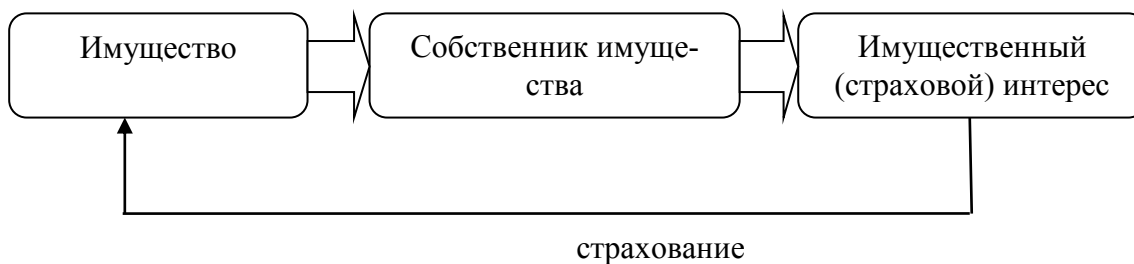 Имущество
Собственник имуще-
ства
Имущественный
(страховой) интерес
страхование